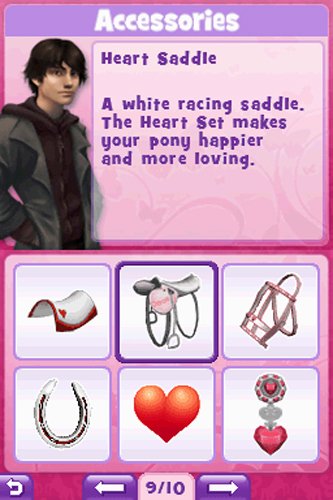 Accessories
Heart Saddle
A white racing saddle.
The Heart Set makes
your pony happier
and more loving.
9/10